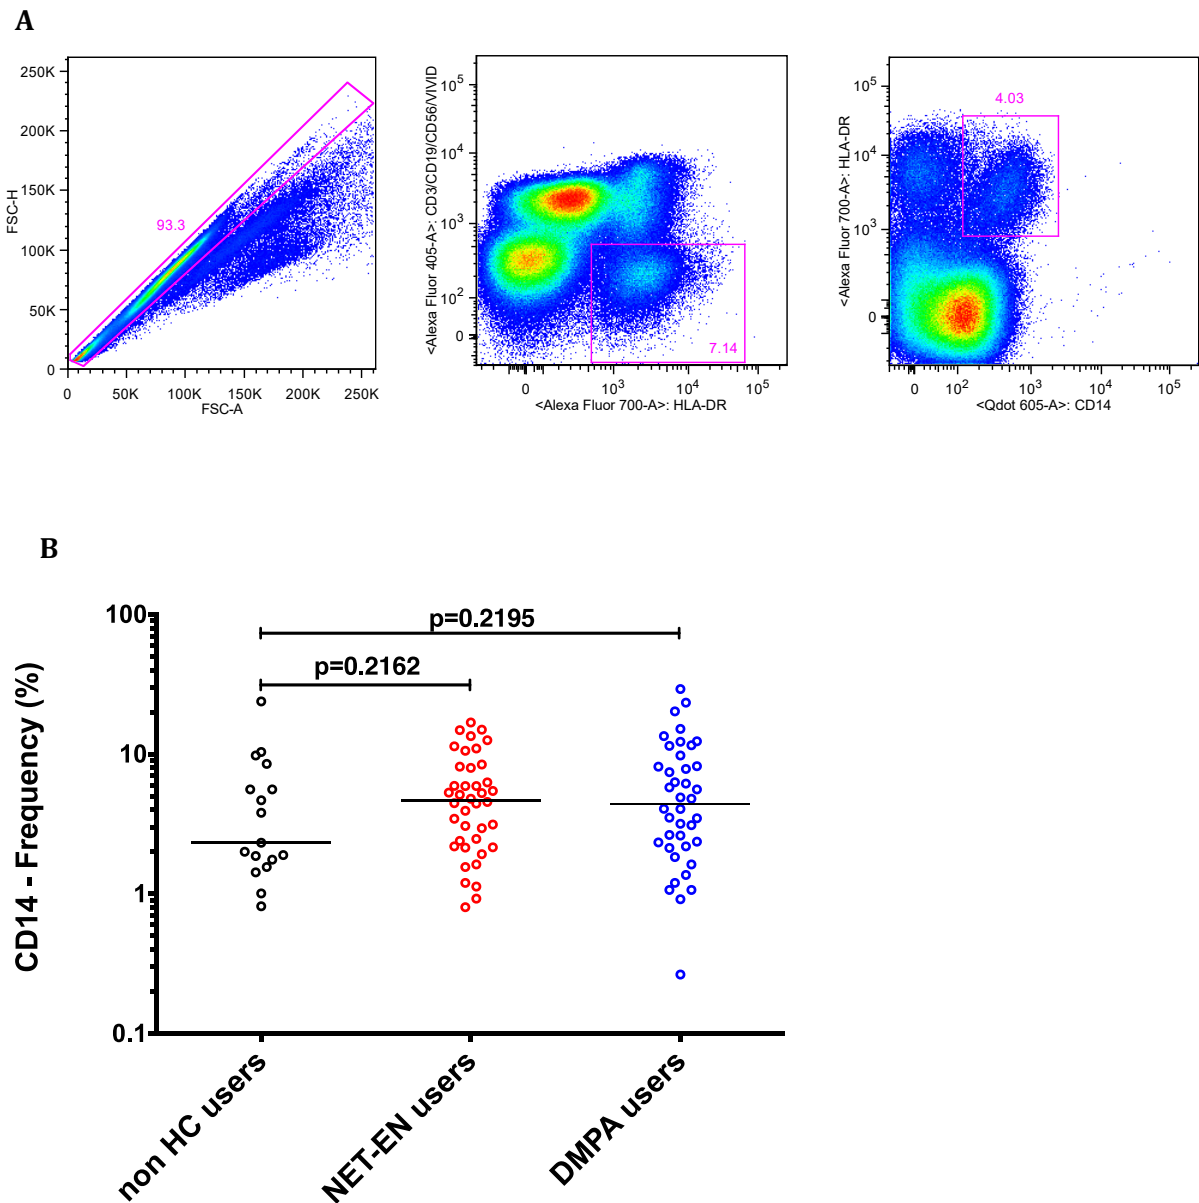 A
250K
200K
150K
100K
50K
0
FSC-H
93.3
0 50K 100K 150K 200K 250K
FSC-A
<Alexa Fluor 405-A>: CD3/CD19/CD56/VIVID
10^5
10^4
10^3
10^2
0
7.14
0 10^3 10^4 10^5
<Alexa Fluor 700-A>: HLA-DR
<Alexa Fluor 700-A>: HLA-DR
10^5
10^4
10^3
0
4.03
0 10^2 10^3 10^4 10^5
<Qdot 605-A>: CD14
B
CD14 - Frequency (%)
100
10
1
0.1
p=0.2195
p=0.2162
non HC users
NET-EN users
DMPA users